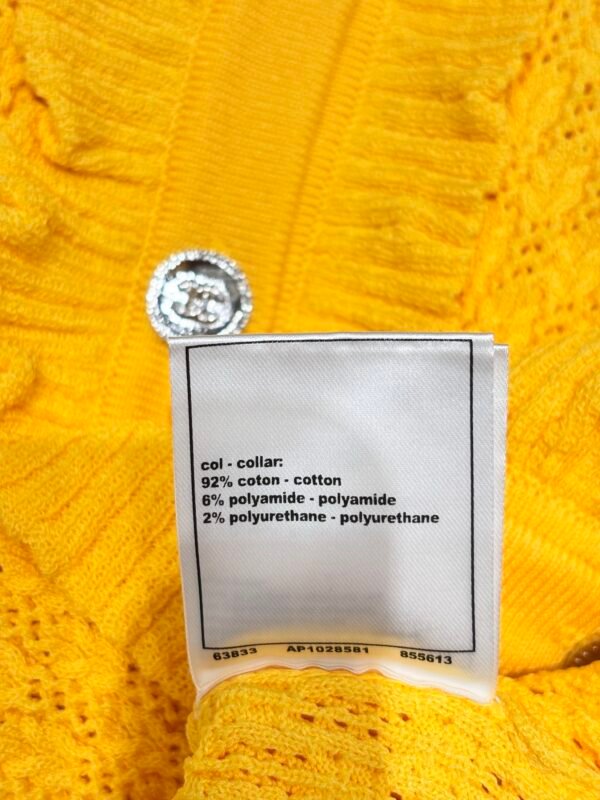 col - collar:
92% coton - cotton
6% polyamide - polyamide
2% polyurethane - polyurethane
63833 AP1028581 855613